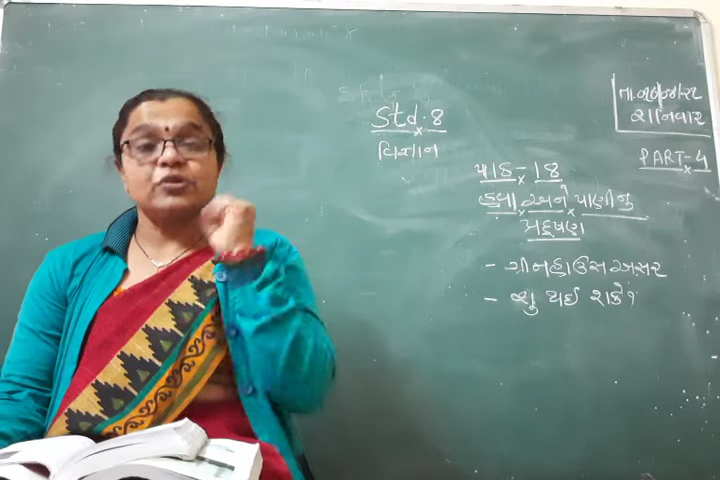 Std. 8
વિજ્ઞાન
શનિવાર
PART-4
પાઠ-18
હવા અને પાણીનુ
પ્રદૂષણ
- ગ્રીનહાઉસ અસર
- શુ થઈ શકે?